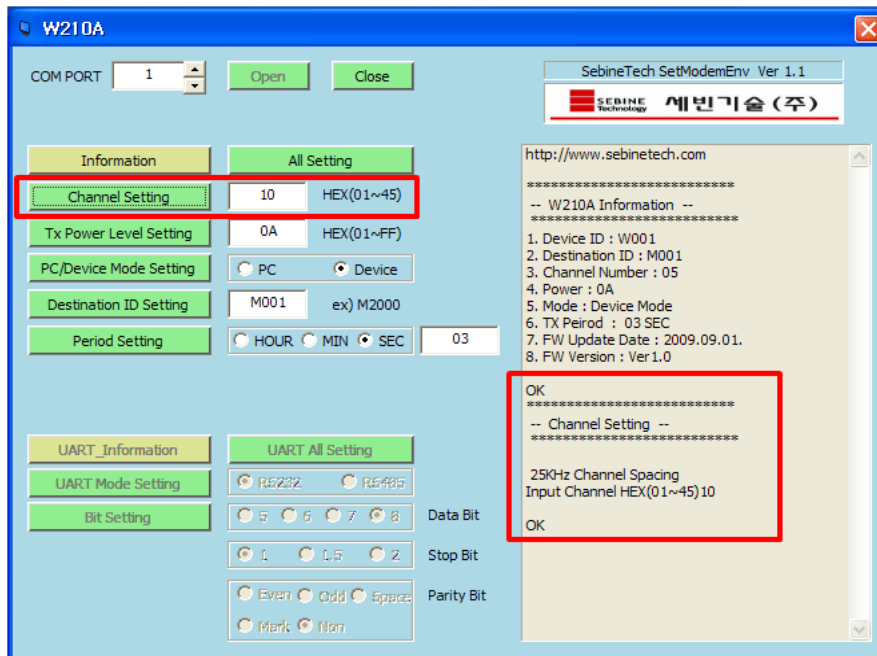 W210A
COM PORT 1 Open Close
SebineTech SetModemEnv Ver 1.1
SEBINE Technology 세빈기술(주)
Information All Setting
Channel Setting 10 HEX(01~45)
Tx Power Level Setting 0A HEX(01~FF)
PC/Device Mode Setting PC Device
Destination ID Setting M001 ex) M2000
Period Setting HOUR MIN SEC 03
UART_Information UART All Setting
UART Mode Setting RS232 RS485
Bit Setting 5 6 7 8 Data Bit
1 1.5 2 Stop Bit
Even Odd Space Parity Bit
Mark Non
http://www.sebinetech.com
***************************
-- W210A Information --
***************************
1. Device ID : W001
2. Destination ID : M001
3. Channel Number : 05
4. Power : 0A
5. Mode : Device Mode
6. TX Peirod : 03 SEC
7. FW Update Date : 2009.09.01.
8. FW Version : Ver1.0
OK
***************************
-- Channel Setting --
***************************
25KHz Channel Spacing
Input Channel HEX(01~45)10
OK